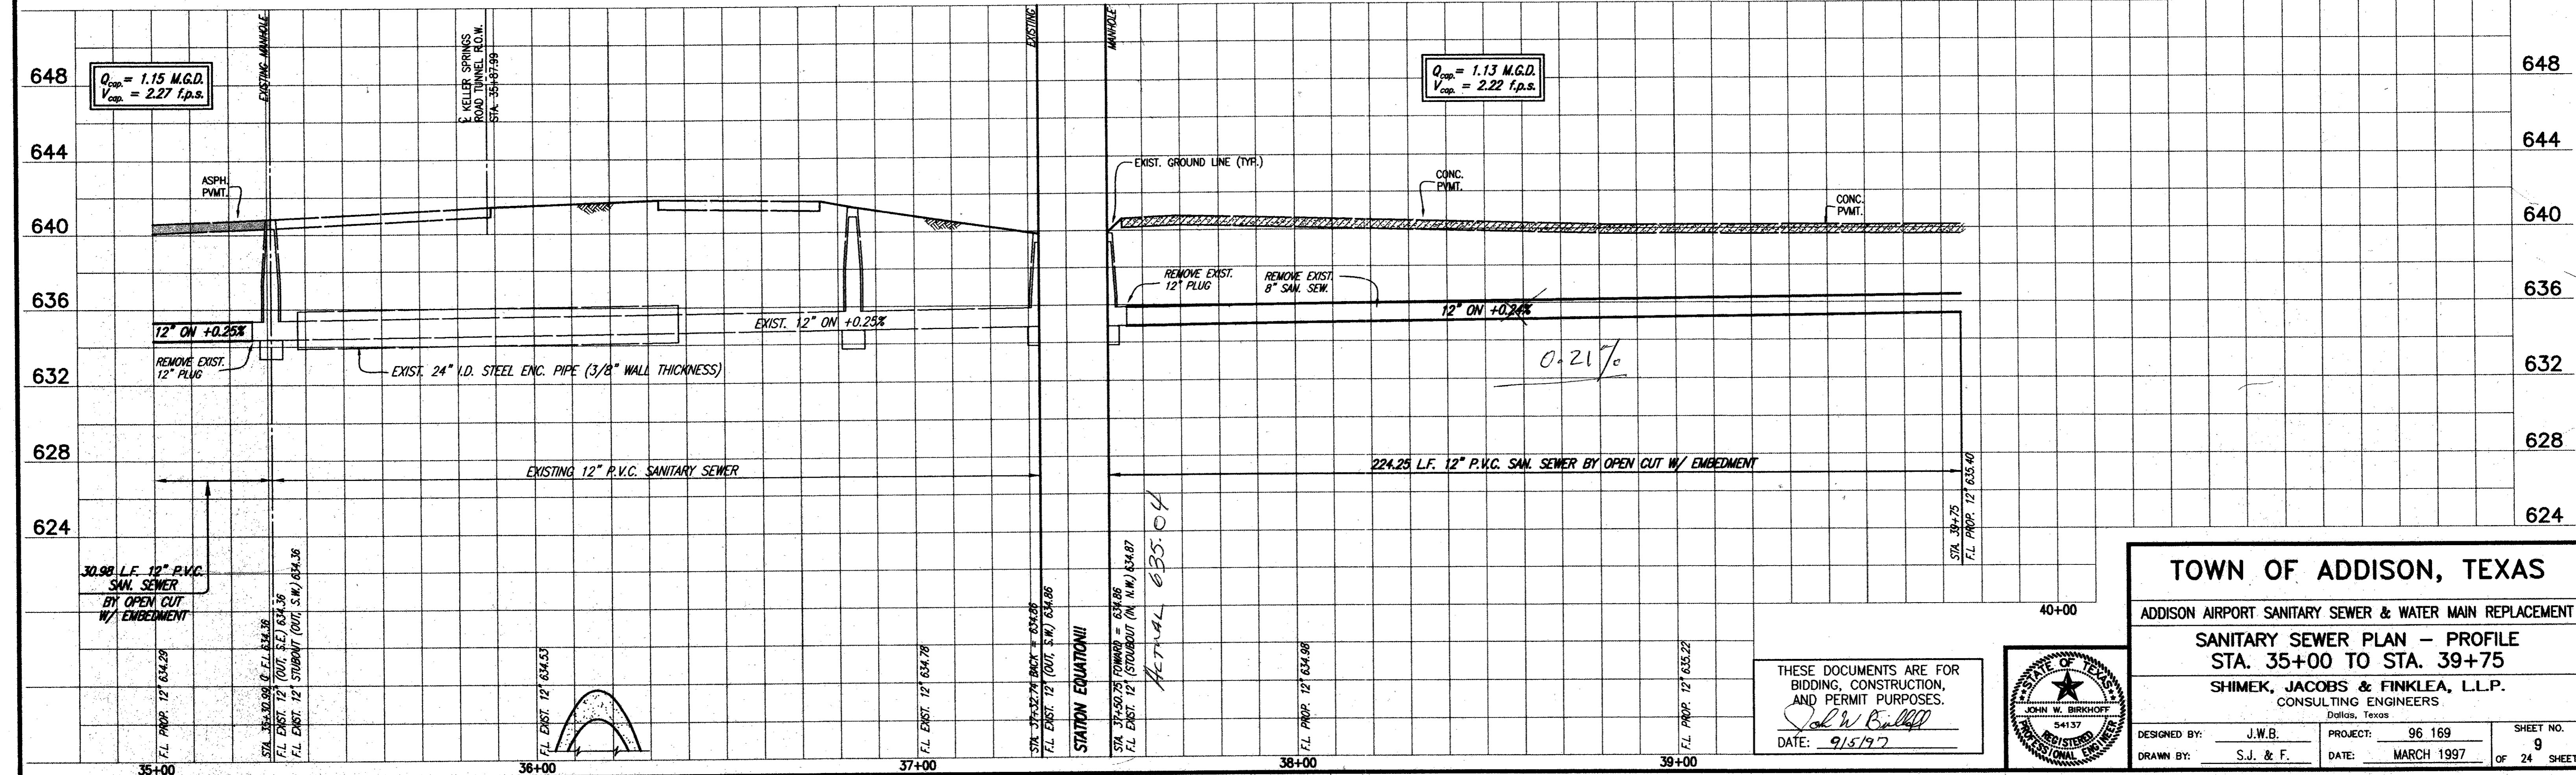 648
644
640
636
632
628
624
Qcap. = 1.15 M.G.D.
Vcap. = 2.27 f.p.s.
EXISTING MANHOLE
℄ KELLER SPRINGS
ROAD TUNNEL R.O.W.
STA. 35+87.99
EXISTING
MANHOLE
Qcap. = 1.13 M.G.D.
Vcap. = 2.22 f.p.s.
648
644
640
636
632
628
624
ASPH.
PVMT.
EXIST. GROUND LINE (TYP.)
CONC.
PVMT.
CONC.
PVMT.
12" ON +0.25%
REMOVE EXIST.
12" PLUG
EXIST. 12" ON +0.25%
EXIST. 24" I.D. STEEL ENC. PIPE (3/8" WALL THICKNESS)
REMOVE EXIST.
12" PLUG
REMOVE EXIST.
8" SAN. SEW.
12" ON +0.24%
0.21%
EXISTING 12" P.V.C. SANITARY SEWER
224.25 L.F. 12" P.V.C. SAN. SEWER BY OPEN CUT W/ EMBEDMENT
30.98 L.F. 12" P.V.C.
SAN. SEWER
BY OPEN CUT
W/ EMBEDMENT
F.L. PROP. 12" 634.29
STA. 35+30.99 F.L. 634.36
F.L. EXIST. 12" (OUT, S.E.) 634.36
F.L. EXIST. 12" STUBOUT (OUT, S.W.) 634.36
F.L. EXIST. 12" 634.53
F.L. EXIST. 12" 634.78
STA. 37+32.74 BACK = 634.86
F.L. EXIST. 12" (OUT, S.W.) 634.86
STATION EQUATION!!
STA. 37+50.75 FOWARD = 634.86
F.L. EXIST. 12" (STOUBOUT (IN, N.W.) 634.87
ACTUAL 635.04
F.L. PROP. 12" 634.98
F.L. PROP. 12" 635.22
STA. 39+75
F.L. PROP. 12" 635.40
35+00
36+00
37+00
38+00
39+00
40+00
THESE DOCUMENTS ARE FOR
BIDDING, CONSTRUCTION,
AND PERMIT PURPOSES.
DATE: 9/5/97
STATE OF TEXAS
JOHN W. BIRKHOFF
54137
REGISTERED
PROFESSIONAL ENGINEER
TOWN OF ADDISON, TEXAS
ADDISON AIRPORT SANITARY SEWER & WATER MAIN REPLACEMENT
SANITARY SEWER PLAN – PROFILE
STA. 35+00 TO STA. 39+75
SHIMEK, JACOBS & FINKLEA, L.L.P.
CONSULTING ENGINEERS
Dallas, Texas
DESIGNED BY: J.W.B.
PROJECT: 96 169
SHEET NO.
9
DRAWN BY: S.J. & F.
DATE: MARCH 1997
OF 24 SHEE